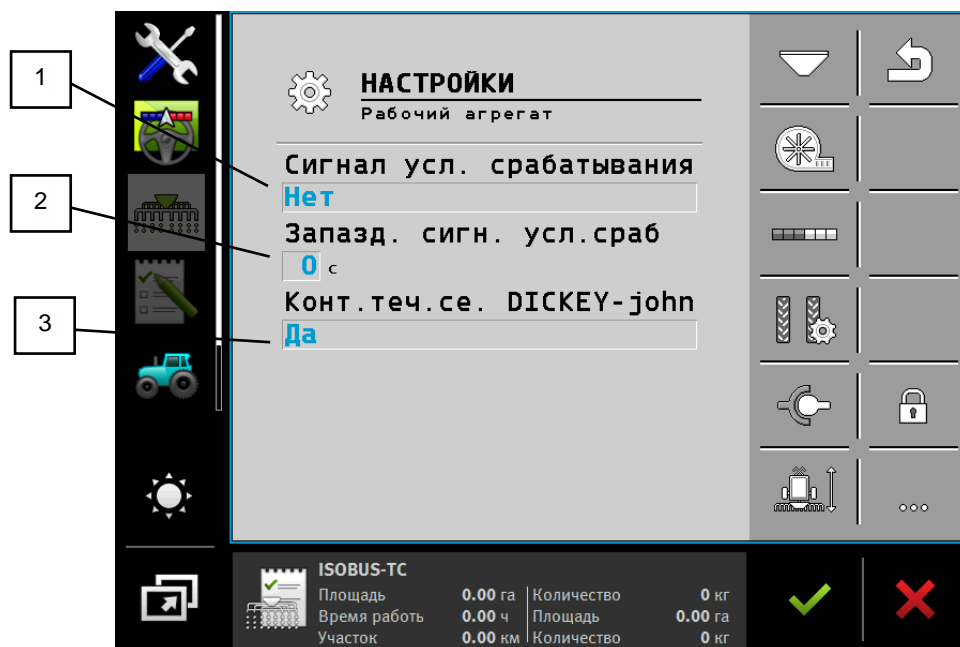 1
2
3
НАСТРОЙКИ
Рабочий агрегат
Сигнал усл. срабатывания
Нет
Запазд. сигн. усл.сраб
0 с
Конт.теч.се. DICKEY-john
Да
ISOBUS-TC
Площадь 0.00 га Количество 0 кг
Время работь 0.00 ч Площадь 0.00 га
Участок 0.00 км Количество 0 кг